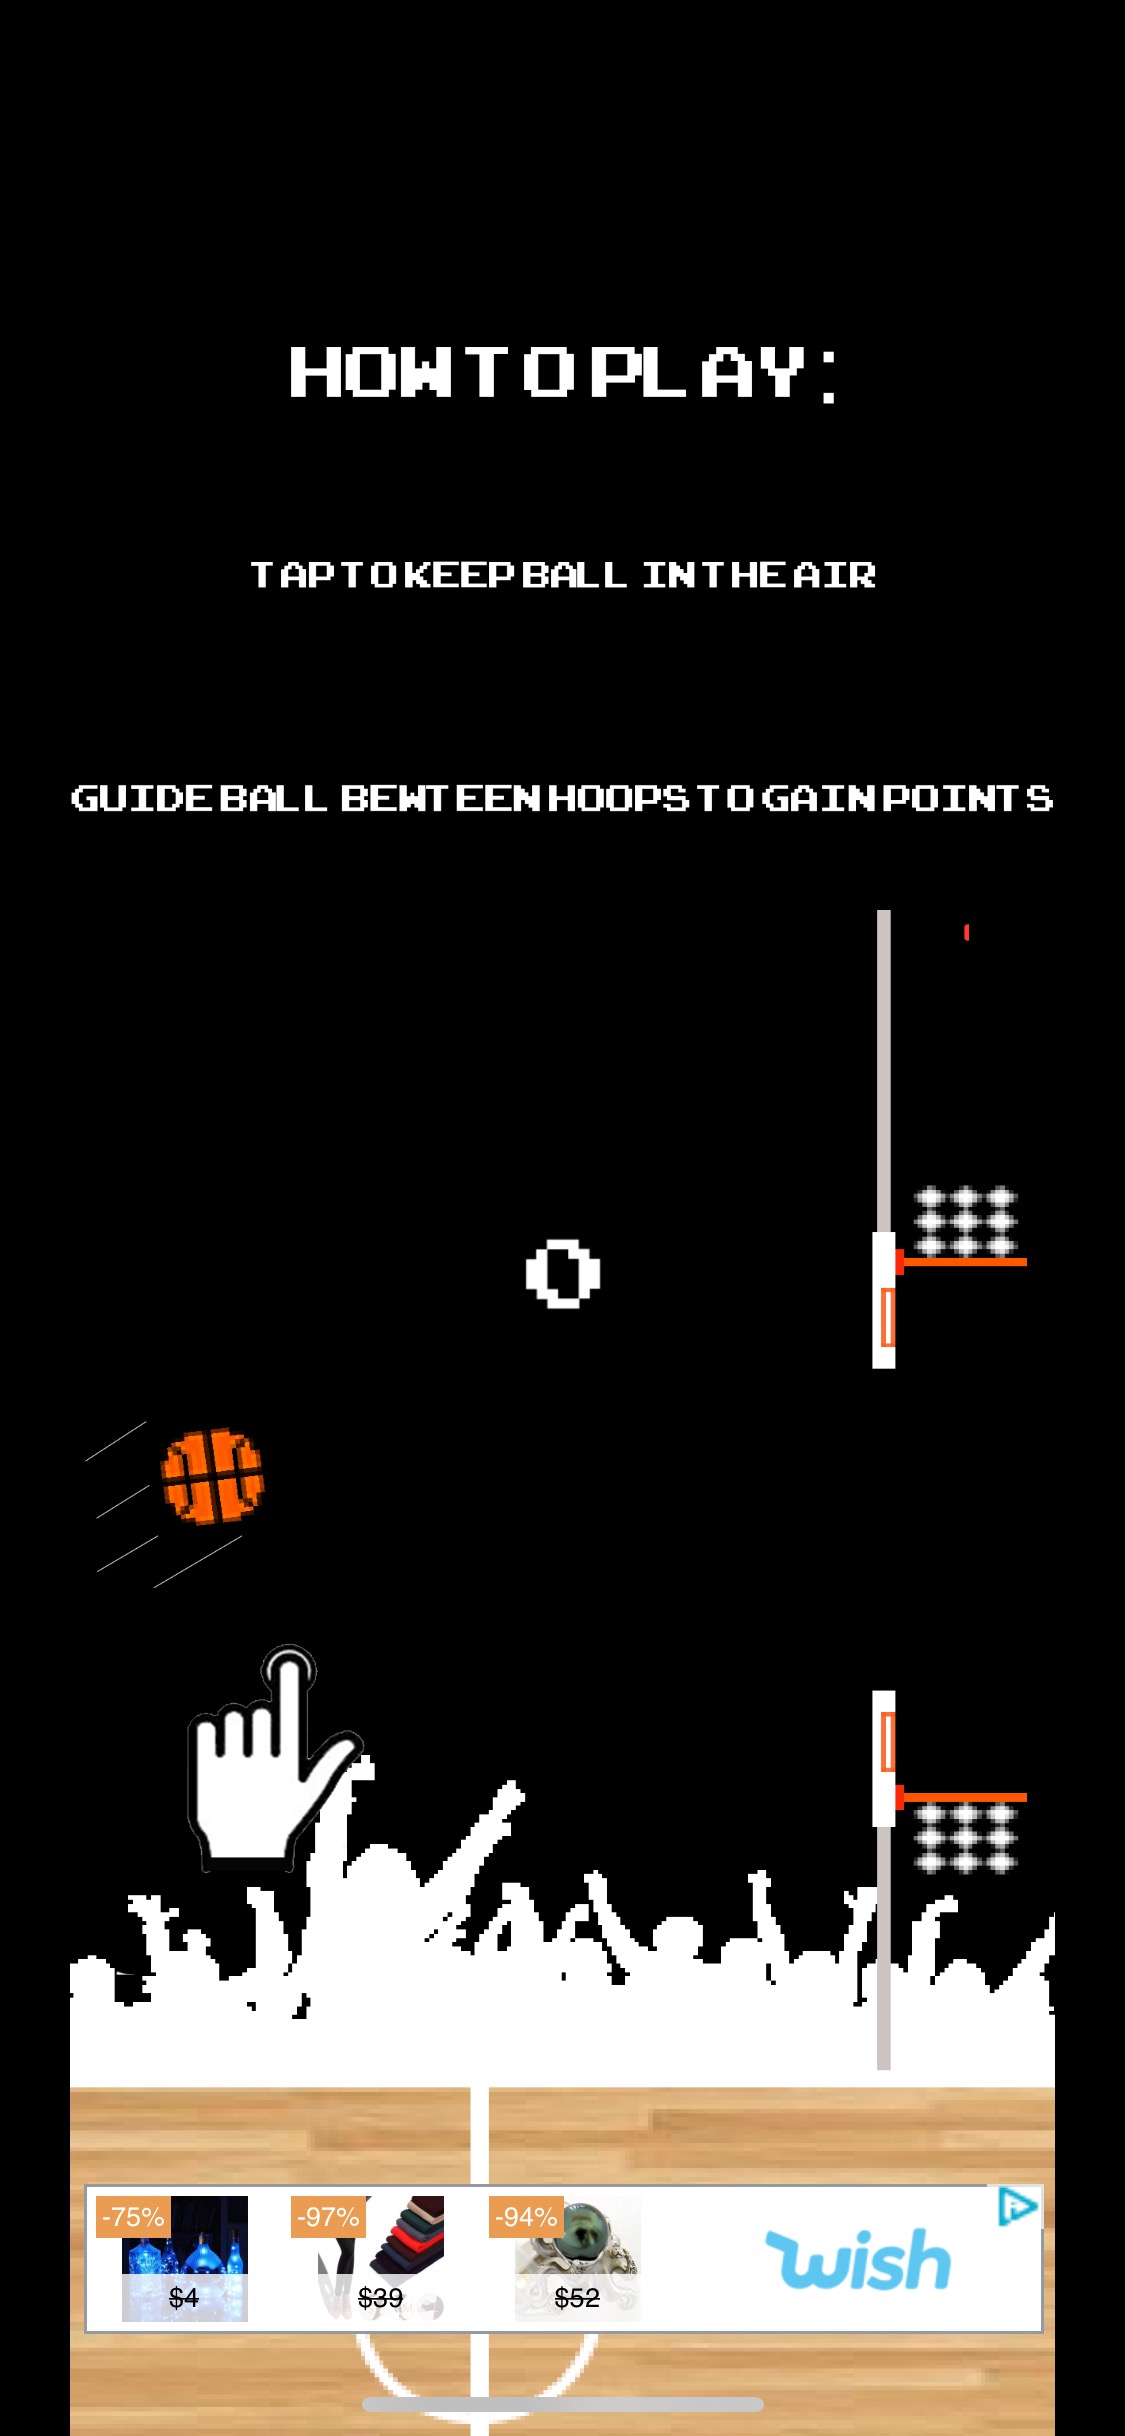 HOW TO PLAY:
TAP TO KEEP BALL IN THE AIR
GUIDE BALL BEWTEEN HOOPS TO GAIN POINTS
0
-75% -97% -94%
$4 $39 $52
wish